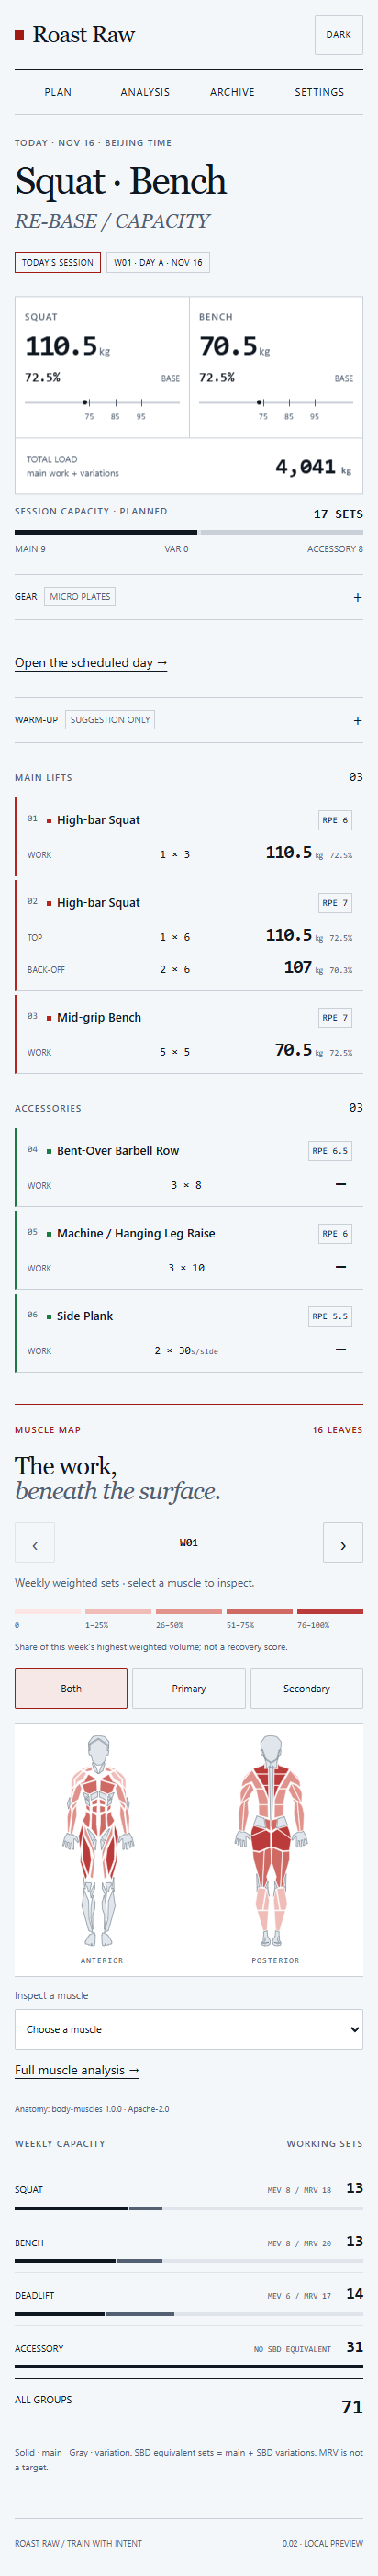 Roast Raw
DARK
PLAN ANALYSIS ARCHIVE SETTINGS
TODAY · NOV 16 · BEIJING TIME
Squat · Bench
RE-BASE / CAPACITY
TODAY'S SESSION W01 · DAY A · NOV 16
SQUAT
110.5 kg
72.5% BASE
75 85 95
BENCH
70.5 kg
72.5% BASE
75 85 95
TOTAL LOAD
main work + variations
4,041 kg
SESSION CAPACITY · PLANNED 17 SETS
MAIN 9 VAR 0 ACCESSORY 8
GEAR MICRO PLATES +
Open the scheduled day →
WARM-UP SUGGESTION ONLY +
MAIN LIFTS 03
01 High-bar Squat RPE 6
WORK 1 × 3 110.5 kg 72.5%
02 High-bar Squat RPE 7
TOP 1 × 6 110.5 kg 72.5%
BACK-OFF 2 × 6 107 kg 70.3%
03 Mid-grip Bench RPE 7
WORK 5 × 5 70.5 kg 72.5%
ACCESSORIES 03
04 Bent-Over Barbell Row RPE 6.5
WORK 3 × 8 —
05 Machine / Hanging Leg Raise RPE 6
WORK 3 × 10 —
06 Side Plank RPE 5.5
WORK 2 × 30s/side —
MUSCLE MAP 16 LEAVES
The work,
beneath the surface.
‹ W01 ›
Weekly weighted sets · select a muscle to inspect.
0 1–25% 26–50% 51–75% 76–100%
Share of this week's highest weighted volume; not a recovery score.
Both Primary Secondary
ANTERIOR POSTERIOR
Inspect a muscle
Choose a muscle
Full muscle analysis →
Anatomy: body-muscles 1.0.0 · Apache-2.0
WEEKLY CAPACITY WORKING SETS
SQUAT MEV 8 / MRV 18 13
BENCH MEV 8 / MRV 20 13
DEADLIFT MEV 6 / MRV 17 14
ACCESSORY NO SBD EQUIVALENT 31
ALL GROUPS 71
Solid · main Gray · variation. SBD equivalent sets = main + SBD variations. MRV is not
a target.
ROAST RAW / TRAIN WITH INTENT 0.02 · LOCAL PREVIEW